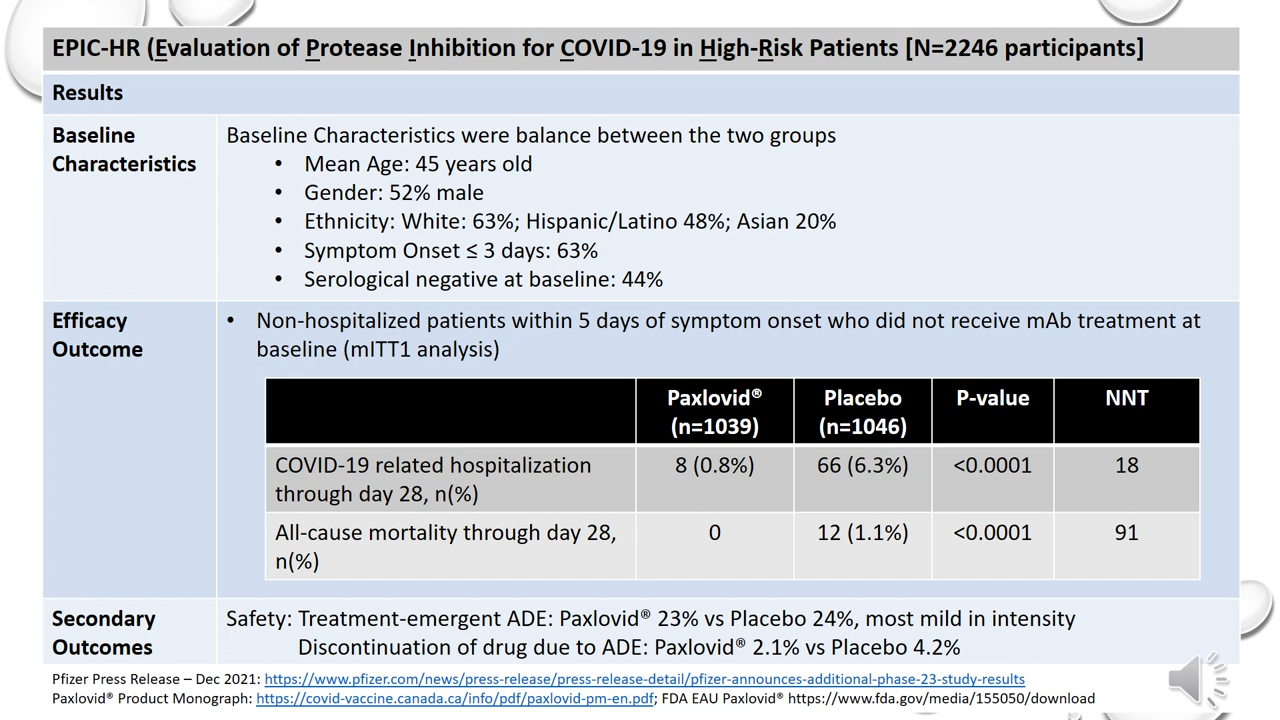 EPIC-HR (Evaluation of Protease Inhibition for COVID-19 in High-Risk Patients [N=2246 participants]
Results
Baseline
Characteristics
Baseline Characteristics were balance between the two groups
• Mean Age: 45 years old
• Gender: 52% male
• Ethnicity: White: 63%; Hispanic/Latino 48%; Asian 20%
• Symptom Onset ≤ 3 days: 63%
• Serological negative at baseline: 44%
Efficacy
Outcome
• Non-hospitalized patients within 5 days of symptom onset who did not receive mAb treatment at
baseline (mITT1 analysis)
Paxlovid® Placebo P-value NNT
(n=1039) (n=1046)
COVID-19 related hospitalization 8 (0.8%) 66 (6.3%) <0.0001 18
through day 28, n(%)
All-cause mortality through day 28, 0 12 (1.1%) <0.0001 91
n(%)
Secondary
Outcomes
Safety: Treatment-emergent ADE: Paxlovid® 23% vs Placebo 24%, most mild in intensity
Discontinuation of drug due to ADE: Paxlovid® 2.1% vs Placebo 4.2%
Pfizer Press Release – Dec 2021: https://www.pfizer.com/news/press-release/press-release-detail/pfizer-announces-additional-phase-23-study-results
Paxlovid® Product Monograph: https://covid-vaccine.canada.ca/info/pdf/paxlovid-pm-en.pdf; FDA EAU Paxlovid® https://www.fda.gov/media/155050/download